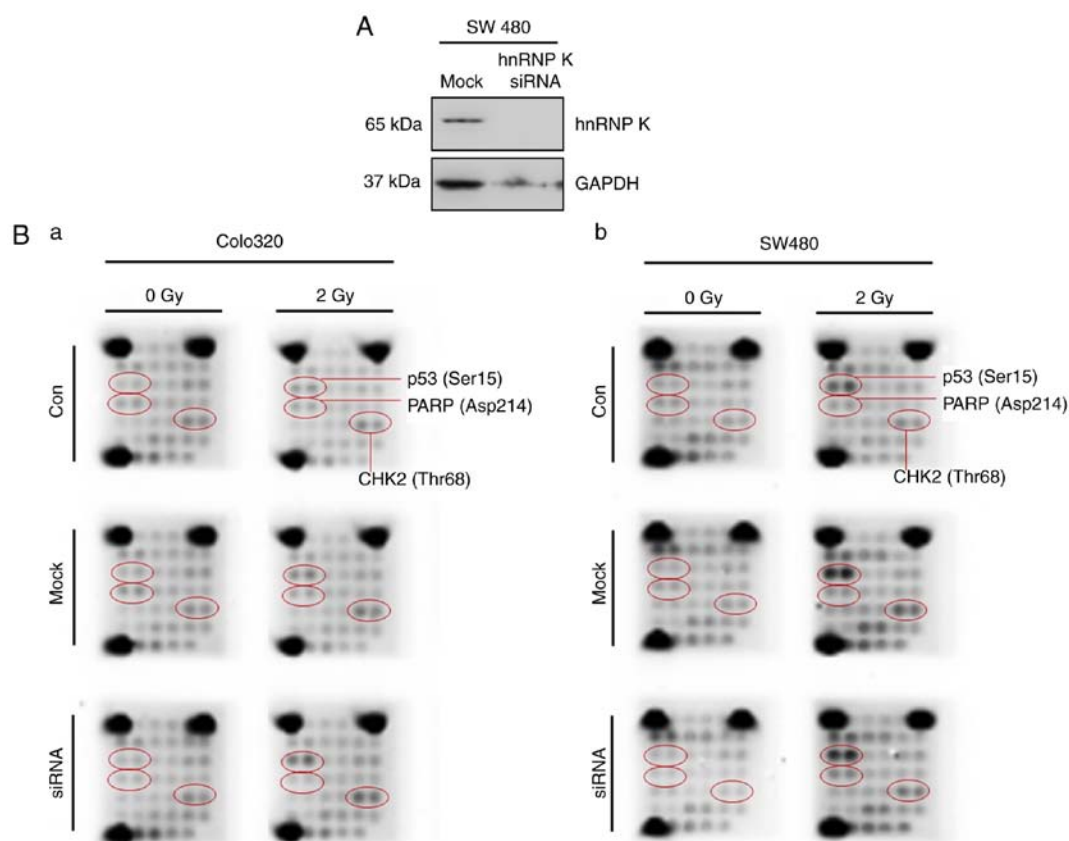 A
SW 480
hnRNP K
Mock siRNA
65 kDa hnRNP K
37 kDa GAPDH
B a b
Colo320 SW480
0 Gy 2 Gy 0 Gy 2 Gy
Con p53 (Ser15) Con p53 (Ser15)
PARP (Asp214) PARP (Asp214)
CHK2 (Thr68) CHK2 (Thr68)
Mock Mock
siRNA siRNA